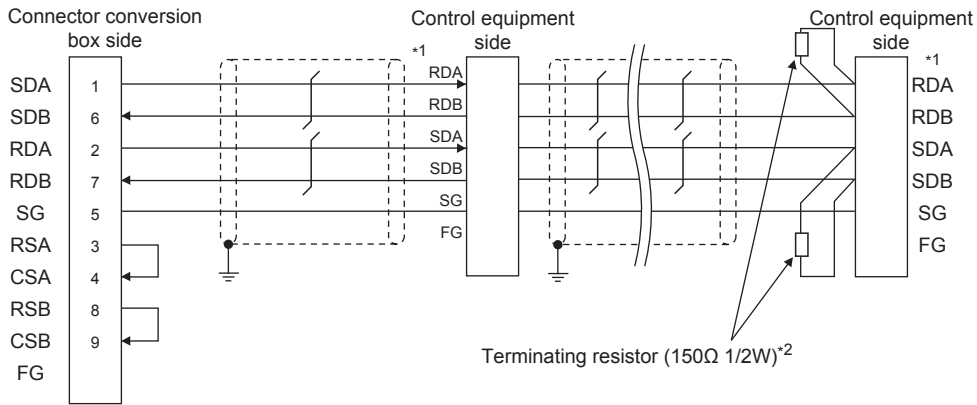 Connector conversion
box side
Control equipment
side
Control equipment
side
*1
*1
SDA 1 RDA RDA
SDB 6 RDB RDB
RDA 2 SDA SDA
RDB 7 SDB SDB
SG 5 SG SG
RSA 3 FG FG
CSA 4
RSB 8
CSB 9
FG
Terminating resistor (150Ω 1/2W)*2